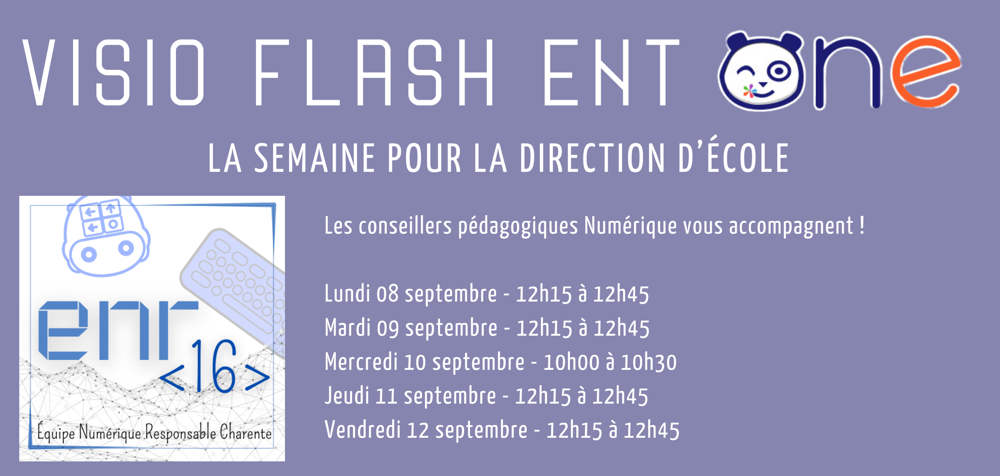 VISIO FLASH ENT One
LA SEMAINE POUR LA DIRECTION D’ÉCOLE
Les conseillers pédagogiques Numérique vous accompagnent !
Lundi 08 septembre - 12h15 à 12h45
Mardi 09 septembre - 12h15 à 12h45
Mercredi 10 septembre - 10h00 à 10h30
Jeudi 11 septembre - 12h15 à 12h45
Vendredi 12 septembre - 12h15 à 12h45
enr
<16>
Équipe Numérique Responsable Charente